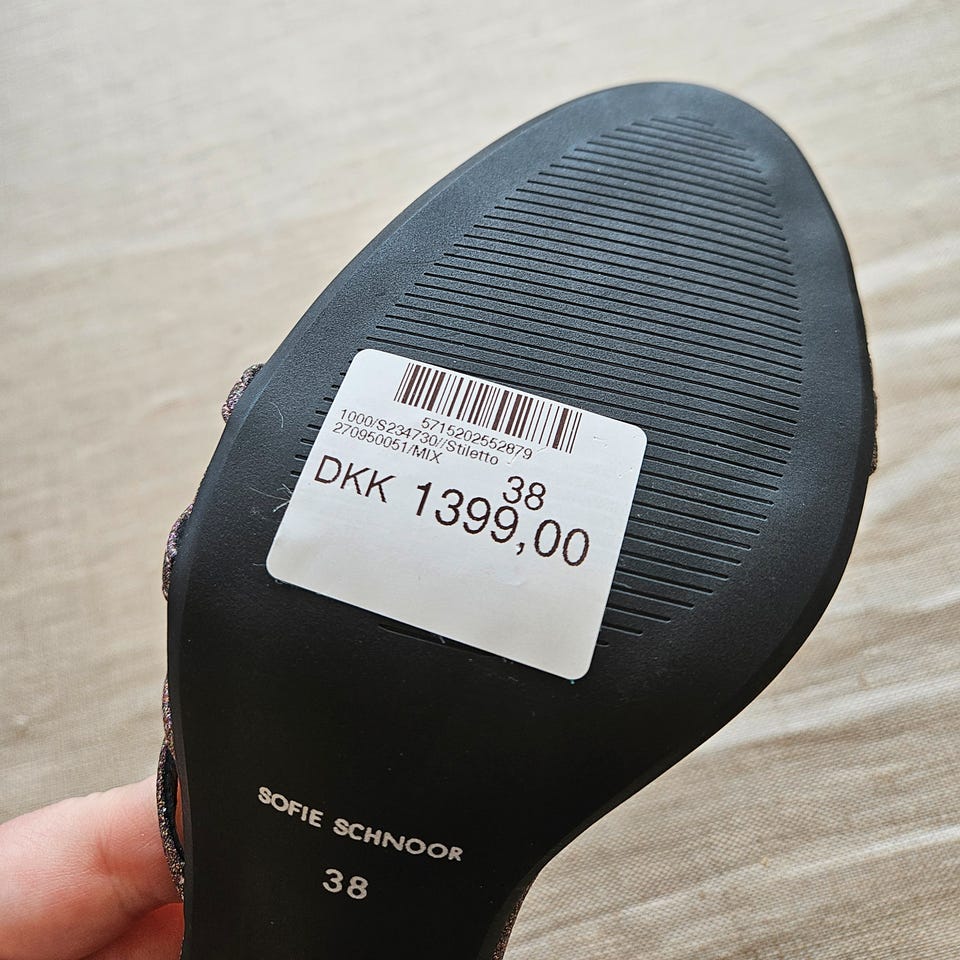 5715202552879
1000/S234730//Stiletto
270950051/MIX
38
DKK 1399,00
SOFIE SCHNOOR
38